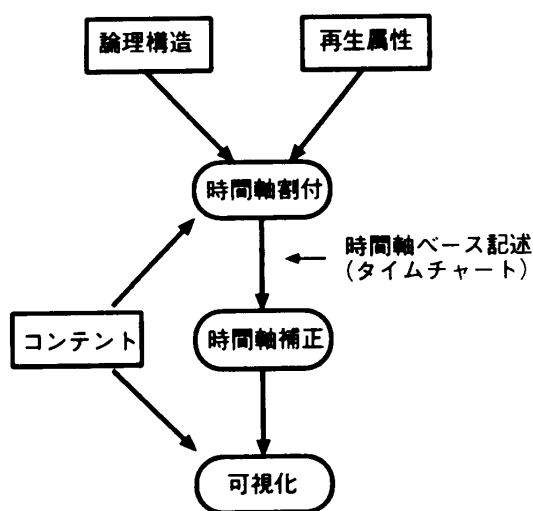 論理構造
再生属性
時間軸割付
時間軸ベース記述
(タイムチャート)
コンテント
時間軸補正
可視化